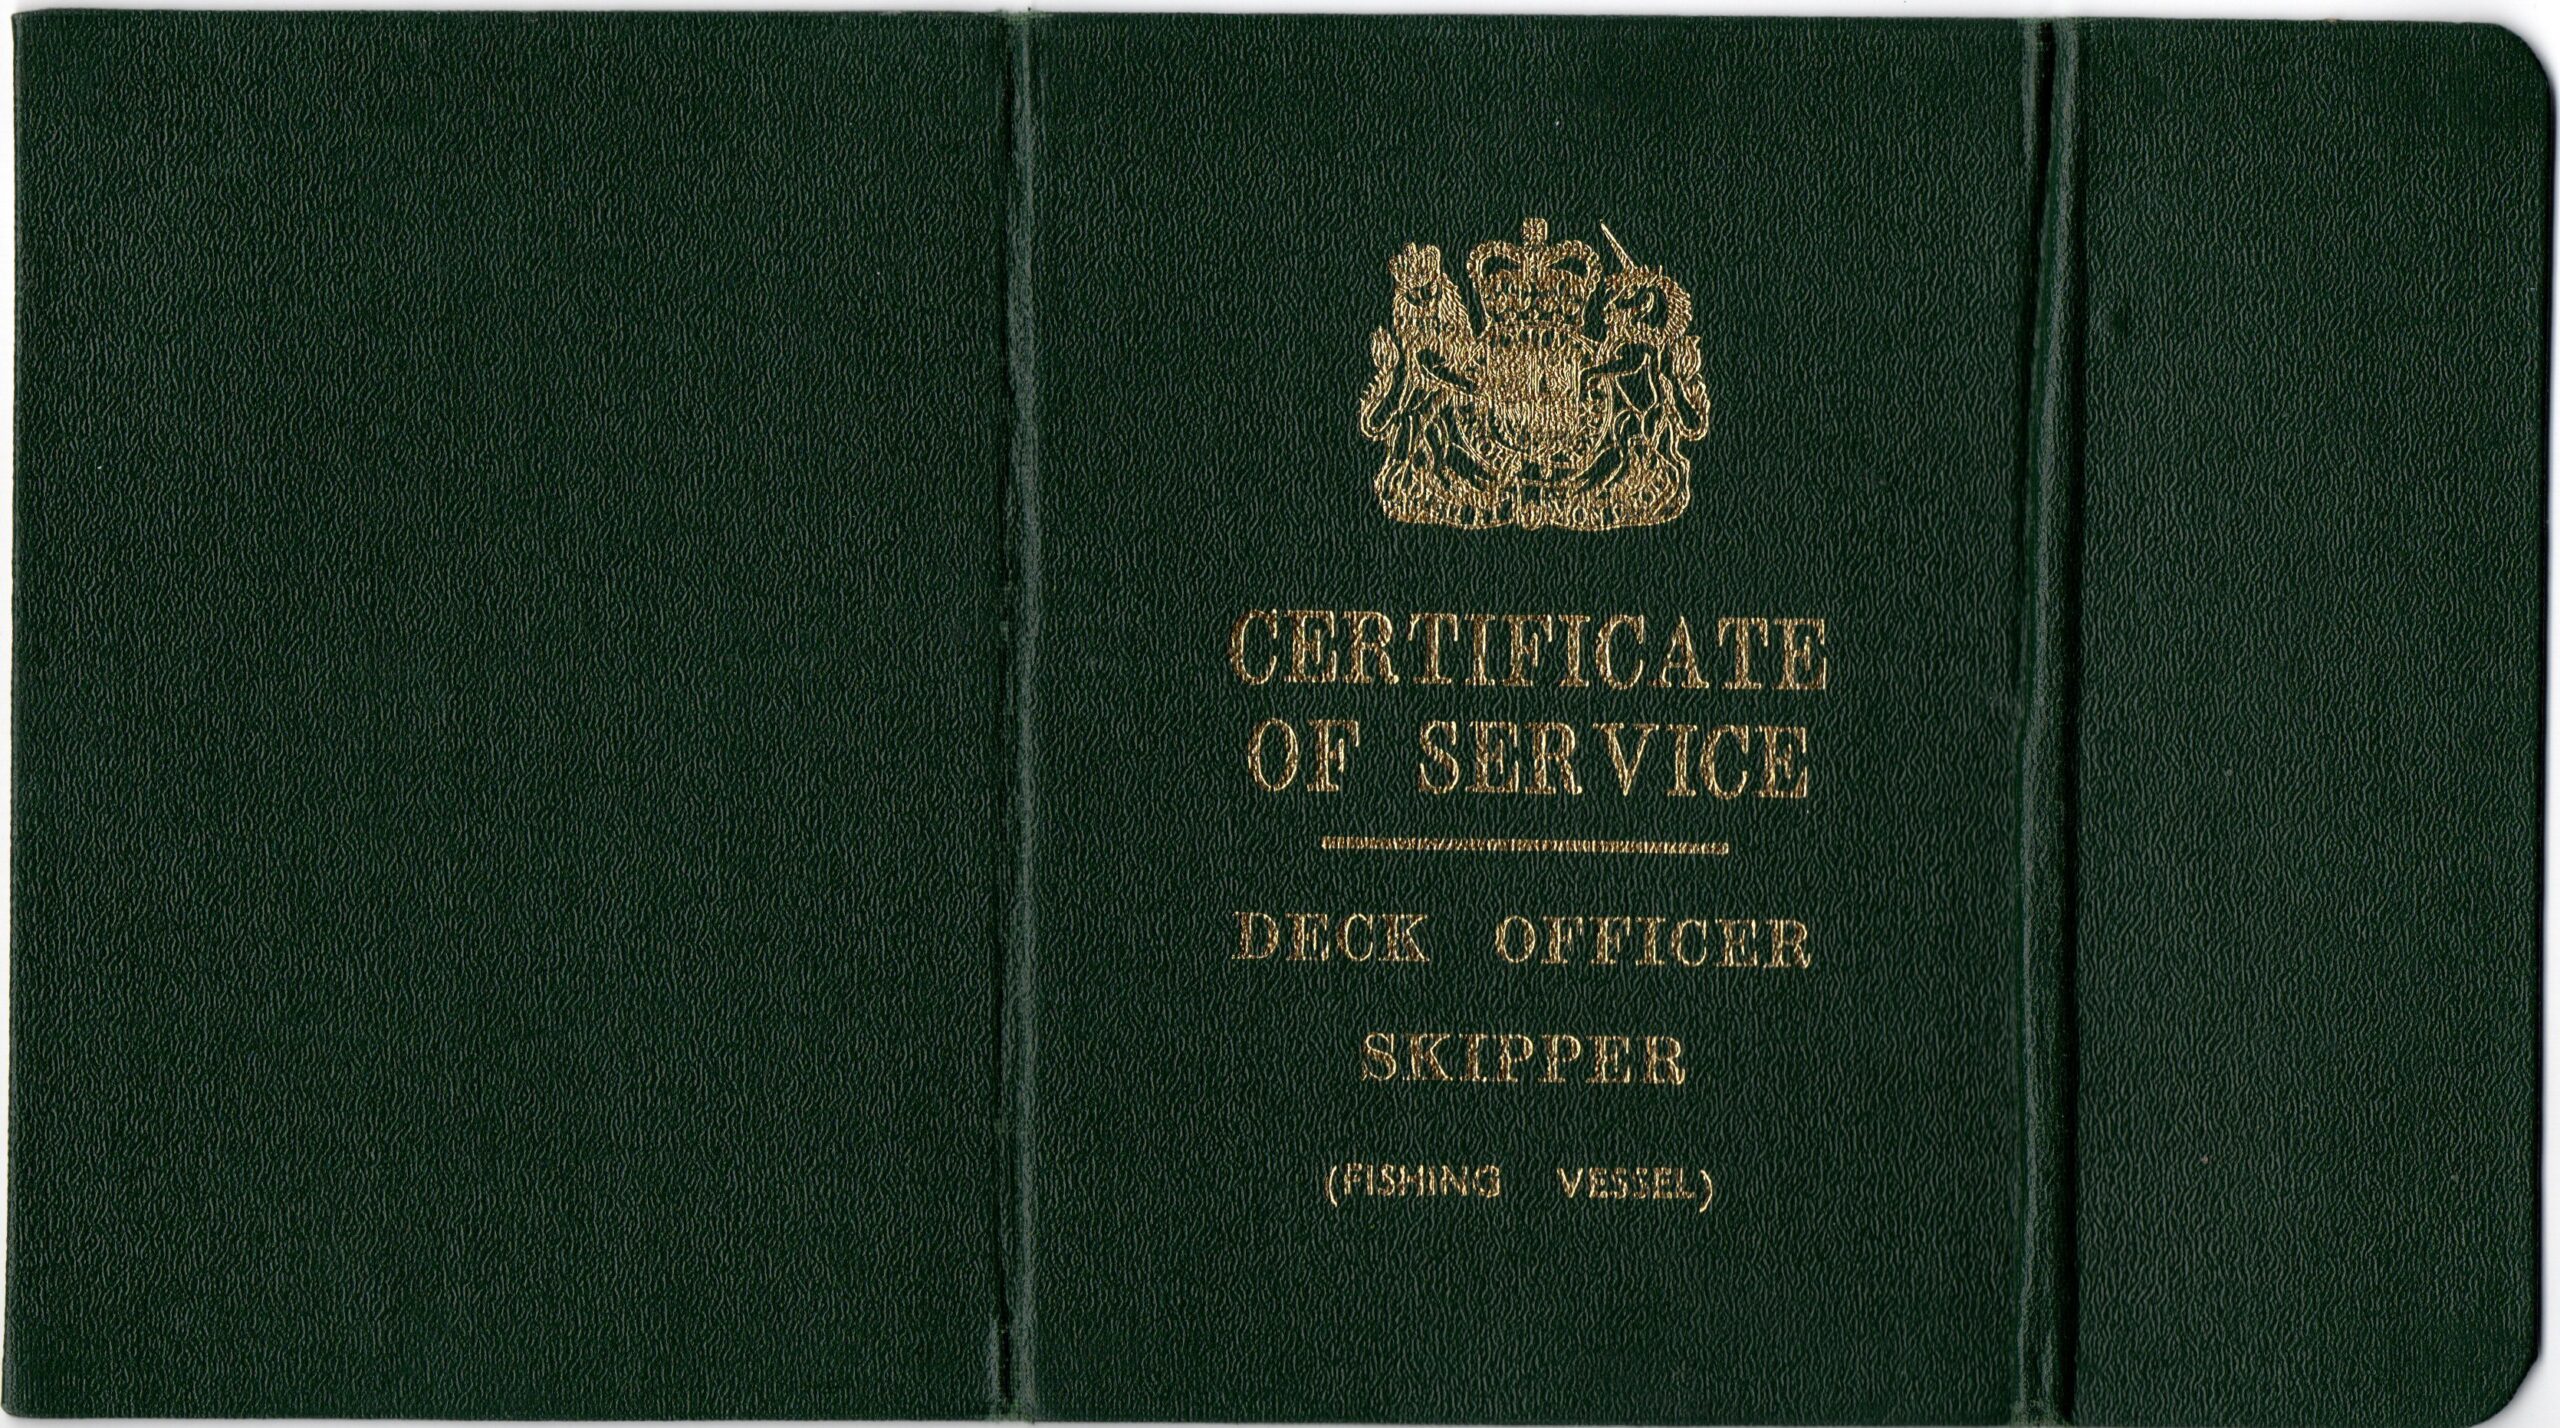 CERTIFICATE
OF SERVICE
DECK OFFICER
SKIPPER
(FISHING VESSEL)